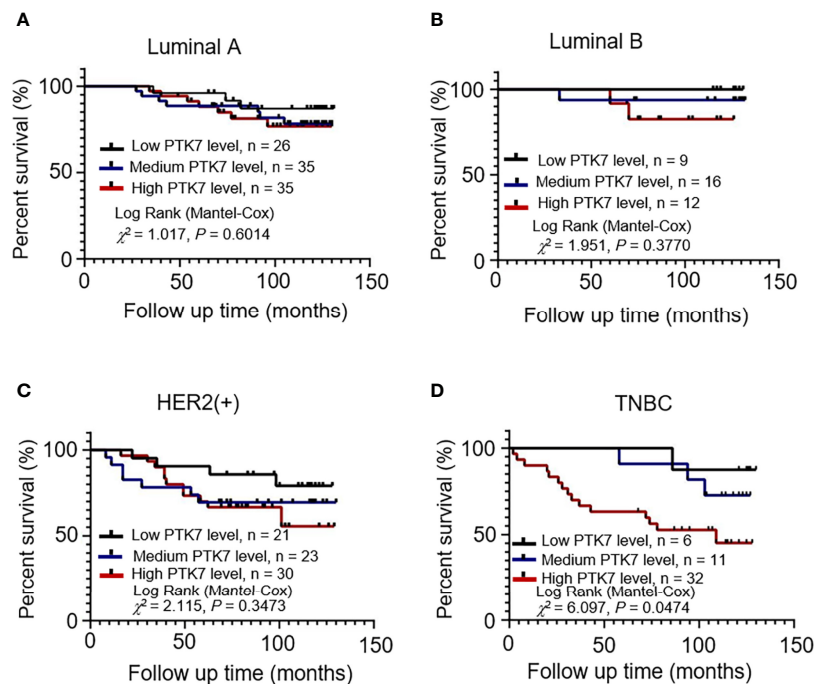 A
Luminal A
Percent survival (%)
100
50
0
Low PTK7 level, n = 26
Medium PTK7 level, n = 35
High PTK7 level, n = 35
Log Rank (Mantel-Cox)
χ² = 1.017, P = 0.6014
0 50 100 150
Follow up time (months)
B
Luminal B
Percent survival (%)
100
50
0
Low PTK7 level, n = 9
Medium PTK7 level, n = 16
High PTK7 level, n = 12
Log Rank (Mantel-Cox)
χ² = 1.951, P = 0.3770
0 50 100 150
Follow up time (months)
C
HER2(+)
Percent survival (%)
100
50
0
Low PTK7 level, n = 21
Medium PTK7 level, n = 23
High PTK7 level, n = 30
Log Rank (Mantel-Cox)
χ² = 2.115, P = 0.3473
0 50 100 150
Follow up time (months)
D
TNBC
Percent survival (%)
100
50
0
Low PTK7 level, n = 6
Medium PTK7 level, n = 11
High PTK7 level, n = 32
Log Rank (Mantel-Cox)
χ² = 6.097, P = 0.0474
0 50 100 150
Follow up time (months)